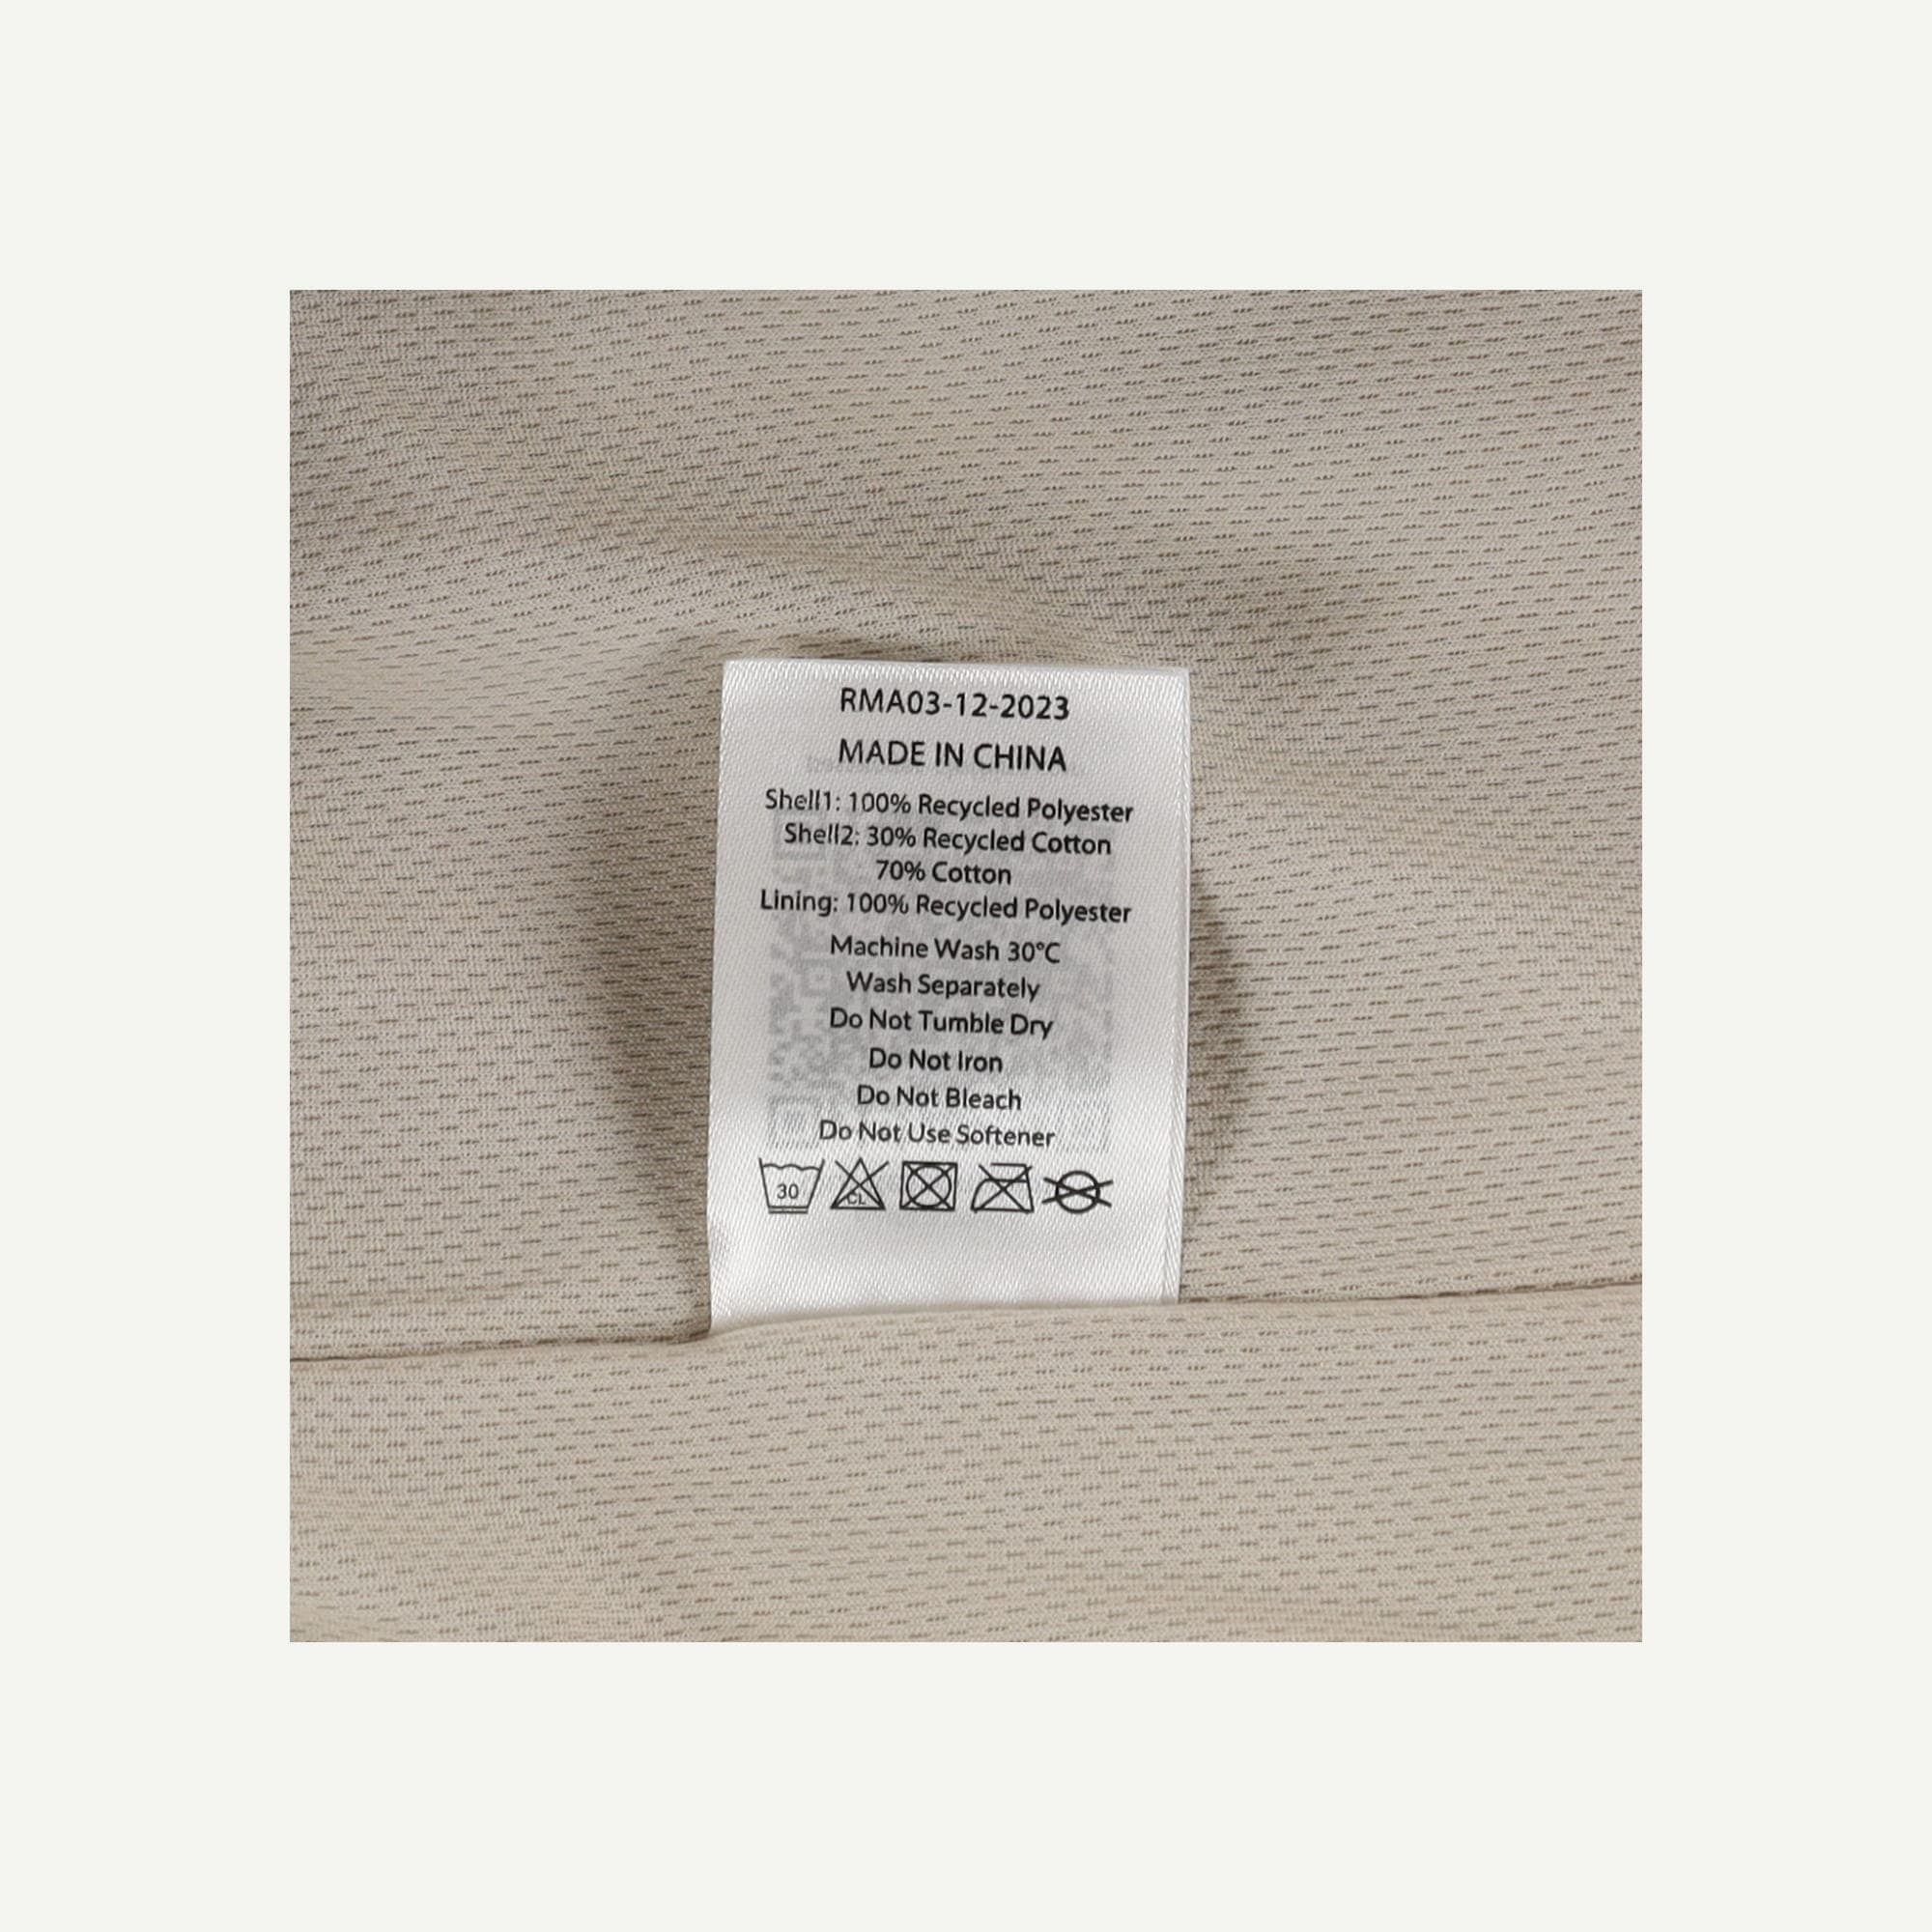 RMA03-12-2023
MADE IN CHINA
Shell1: 100% Recycled Polyester
Shell2: 30% Recycled Cotton
70% Cotton
Lining: 100% Recycled Polyester
Machine Wash 30°C
Wash Separately
Do Not Tumble Dry
Do Not Iron
Do Not Bleach
Do Not Use Softener
30 CL